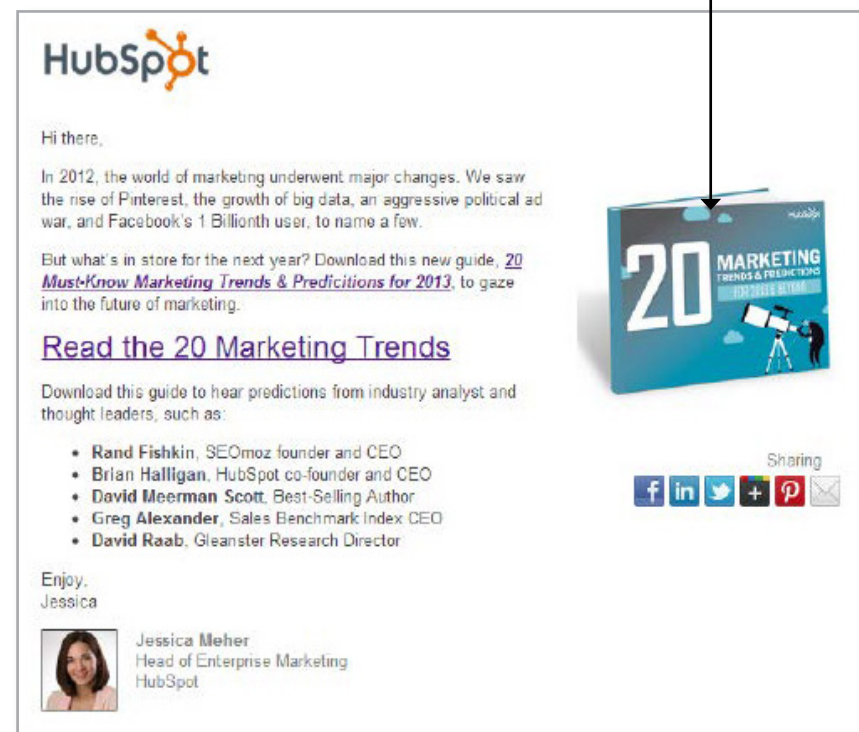 HubSpot
Hi there,
In 2012, the world of marketing underwent major changes. We saw
the rise of Pinterest, the growth of big data, an aggressive political ad
war, and Facebook's 1 Billionth user, to name a few.
But what's in store for the next year? Download this new guide, 20
Must-Know Marketing Trends & Predicitions for 2013, to gaze
into the future of marketing.
Read the 20 Marketing Trends
Download this guide to hear predictions from industry analyst and
thought leaders, such as:
• Rand Fishkin, SEOmoz founder and CEO
• Brian Halligan, HubSpot co-founder and CEO
• David Meerman Scott, Best-Selling Author
• Greg Alexander, Sales Benchmark Index CEO
• David Raab, Gleanster Research Director
Enjoy,
Jessica
Jessica Meher
Head of Enterprise Marketing
HubSpot
HubSpot
20 MARKETING
TRENDS & PREDICTIONS
FOR 2013 & BEYOND
Sharing